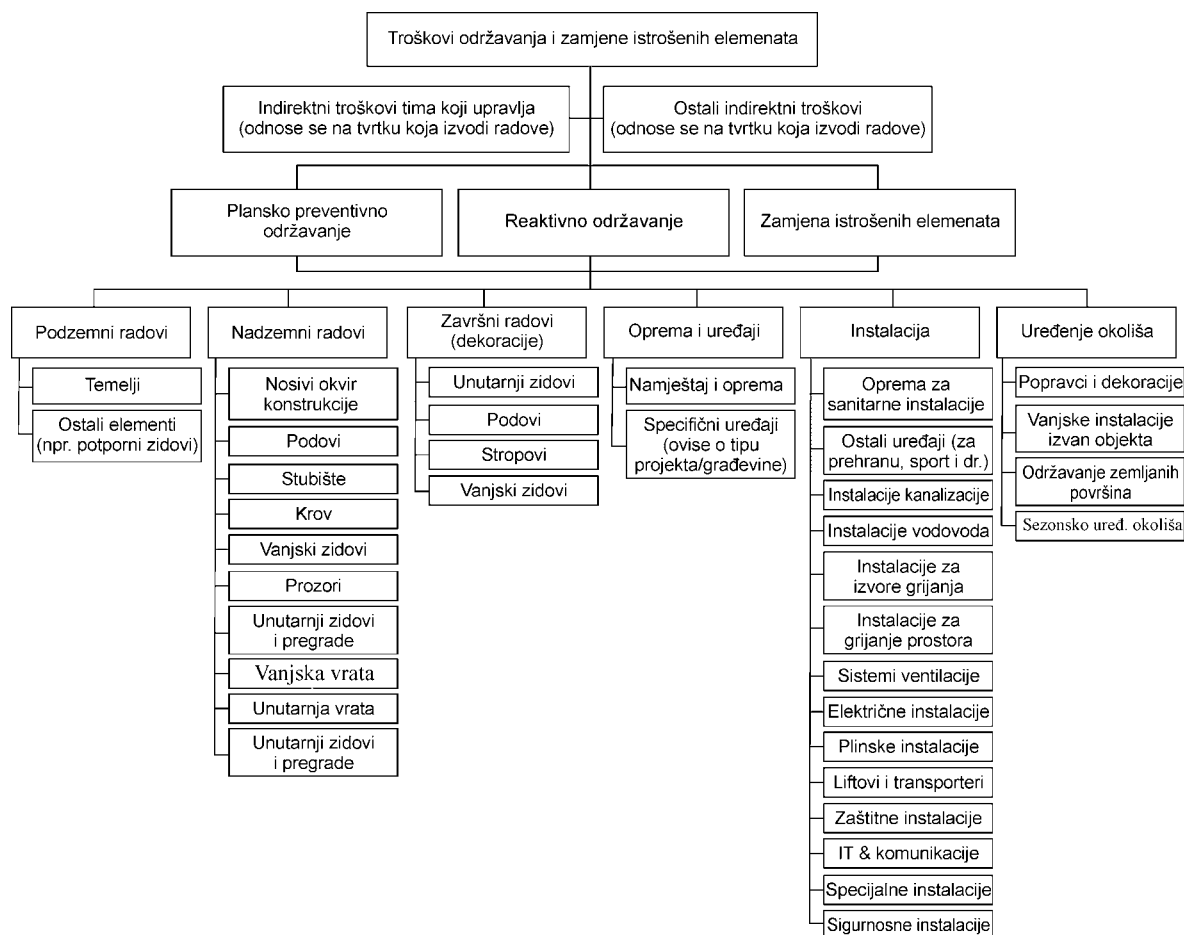 Troškovi održavanja i zamjene istrošenih elemenata
Indirektni troškovi tima koji upravlja
(odnose se na tvrtku koja izvodi radove)
Ostali indirektni troškovi
(odnose se na tvrtku koja izvodi radove)
Plansko preventivno
održavanje
Reaktivno održavanje
Zamjena istrošenih elemenata
Podzemni radovi
Temelji
Ostali elementi
(npr. potporni zidovi)
Nadzemni radovi
Nosivi okvir
konstrukcije
Podovi
Stubište
Krov
Vanjski zidovi
Prozori
Unutarnji zidovi
i pregrade
Vanjska vrata
Unutarnja vrata
Unutarnji zidovi
i pregrade
Završni radovi
(dekoracije)
Unutarnji zidovi
Podovi
Stropovi
Vanjski zidovi
Oprema i uređaji
Namještaj i oprema
Specifični uređaji
(ovise o tipu
projekta/građevine)
Instalacija
Oprema za
sanitarne instalacije
Ostali uređaji (za
prehranu, sport i dr.)
Instalacije kanalizacije
Instalacije vodovoda
Instalacije za
izvore grijanja
Instalacije za
grijanje prostora
Sistemi ventilacije
Električne instalacije
Plinske instalacije
Liftovi i transporteri
Zaštitne instalacije
IT & komunikacije
Specijalne instalacije
Sigurnosne instalacije
Uređenje okoliša
Popravci i dekoracije
Vanjske instalacije
izvan objekta
Održavanje zemljanih
površina
Sezonsko uređ. okoliša